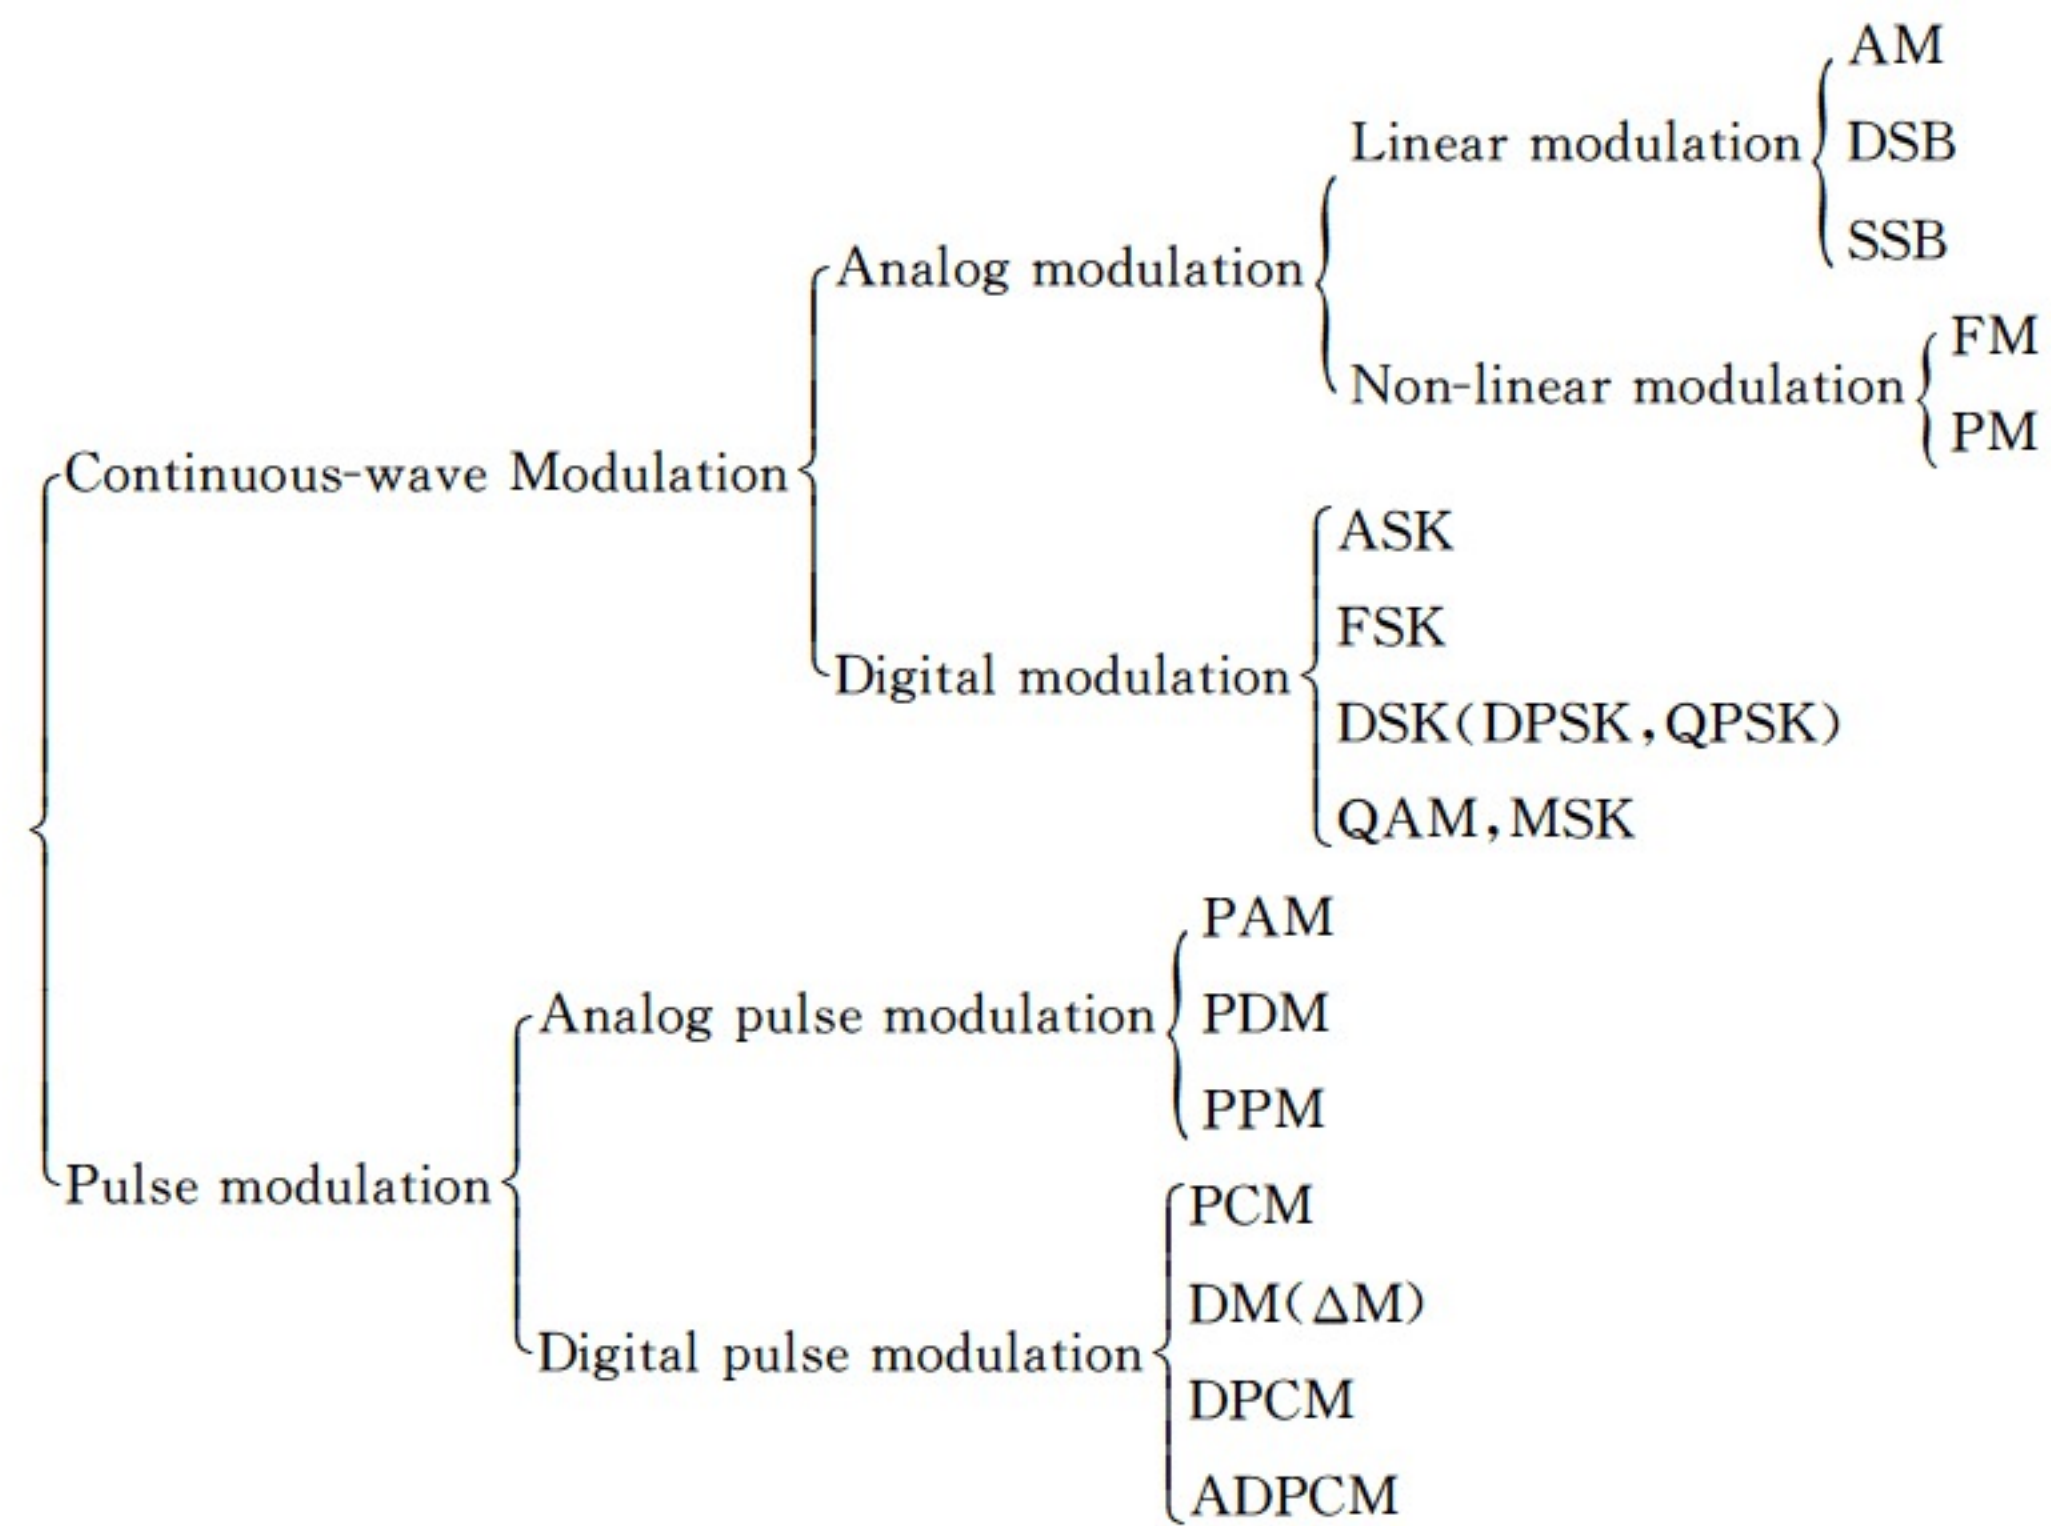 AM
Linear modulation
DSB
SSB
Analog modulation
FM
Non-linear modulation
PM
Continuous-wave Modulation
ASK
FSK
Digital modulation
DSK(DPSK,QPSK)
QAM,MSK
PAM
Analog pulse modulation
PDM
PPM
Pulse modulation
PCM
DM(ΔM)
Digital pulse modulation
DPCM
ADPCM